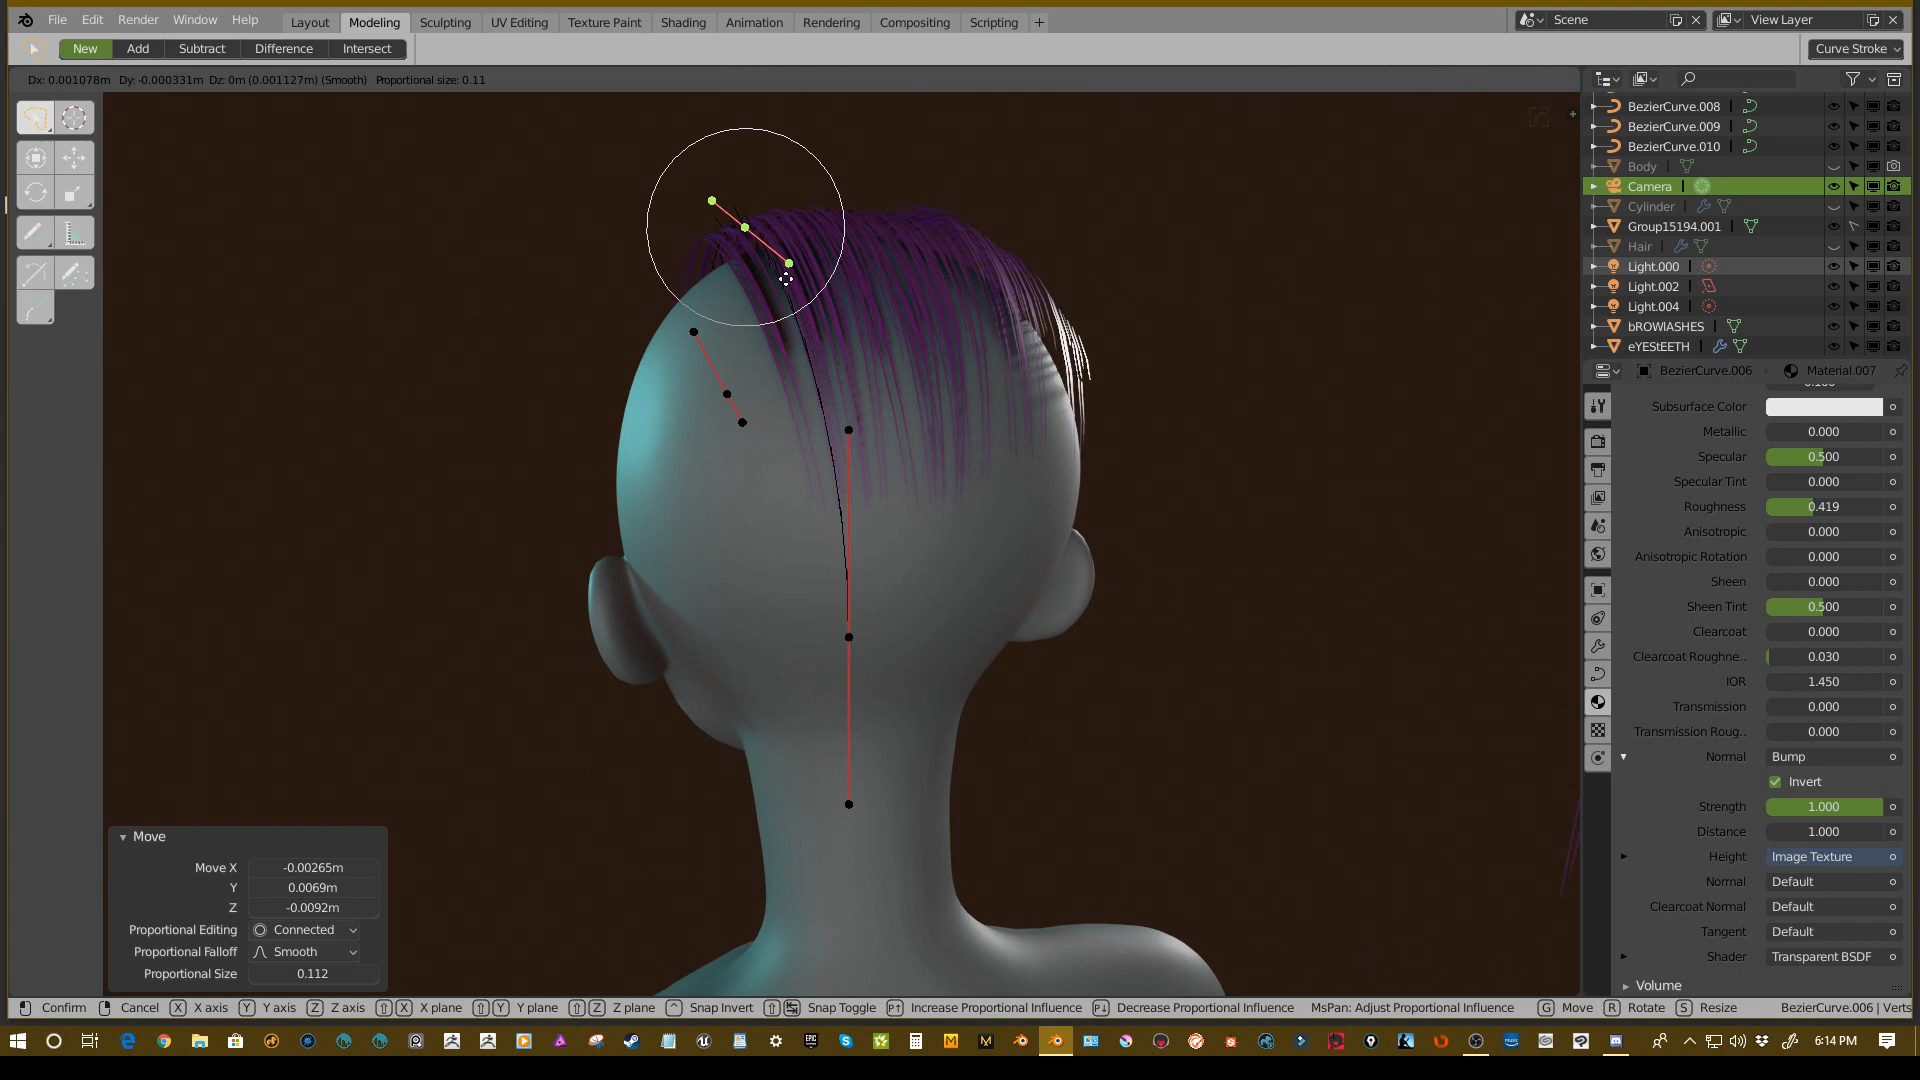 File Edit Render Window Help Layout Modeling Sculpting UV Editing Texture Paint Shading Animation Rendering Compositing Scripting + Scene View Layer
New Add Subtract Difference Intersect Curve Stroke
Dx: 0.001078m Dy: -0.000331m Dz: 0m (0.001127m) (Smooth) Proportional size: 0.11
BezierCurve.008
BezierCurve.009
BezierCurve.010
Body
Camera
Cylinder
Group15194.001
Hair
Light.000
Light.002
Light.004
bROWlASHES
eYEStEETH
BezierCurve.006 Material.007
Subsurface Color
Metallic 0.000
Specular 0.500
Specular Tint 0.000
Roughness 0.419
Anisotropic 0.000
Anisotropic Rotation 0.000
Sheen 0.000
Sheen Tint 0.500
Clearcoat 0.000
Clearcoat Roughne.. 0.030
IOR 1.450
Transmission 0.000
Transmission Roug.. 0.000
Normal Bump
Invert
Strength 1.000
Distance 1.000
Height Image Texture
Normal Default
Clearcoat Normal Default
Tangent Default
Shader Transparent BSDF
Volume
Move
Move X -0.00265m
Y 0.0069m
Z -0.0092m
Proportional Editing Connected
Proportional Falloff Smooth
Proportional Size 0.112
Confirm Cancel X X axis Y Y axis Z Z axis X X plane Y Y plane Z Z plane Snap Invert Snap Toggle Increase Proportional Influence Decrease Proportional Influence MsPan: Adjust Proportional Influence G Move R Rotate S Resize BezierCurve.006 | Verts
6:14 PM